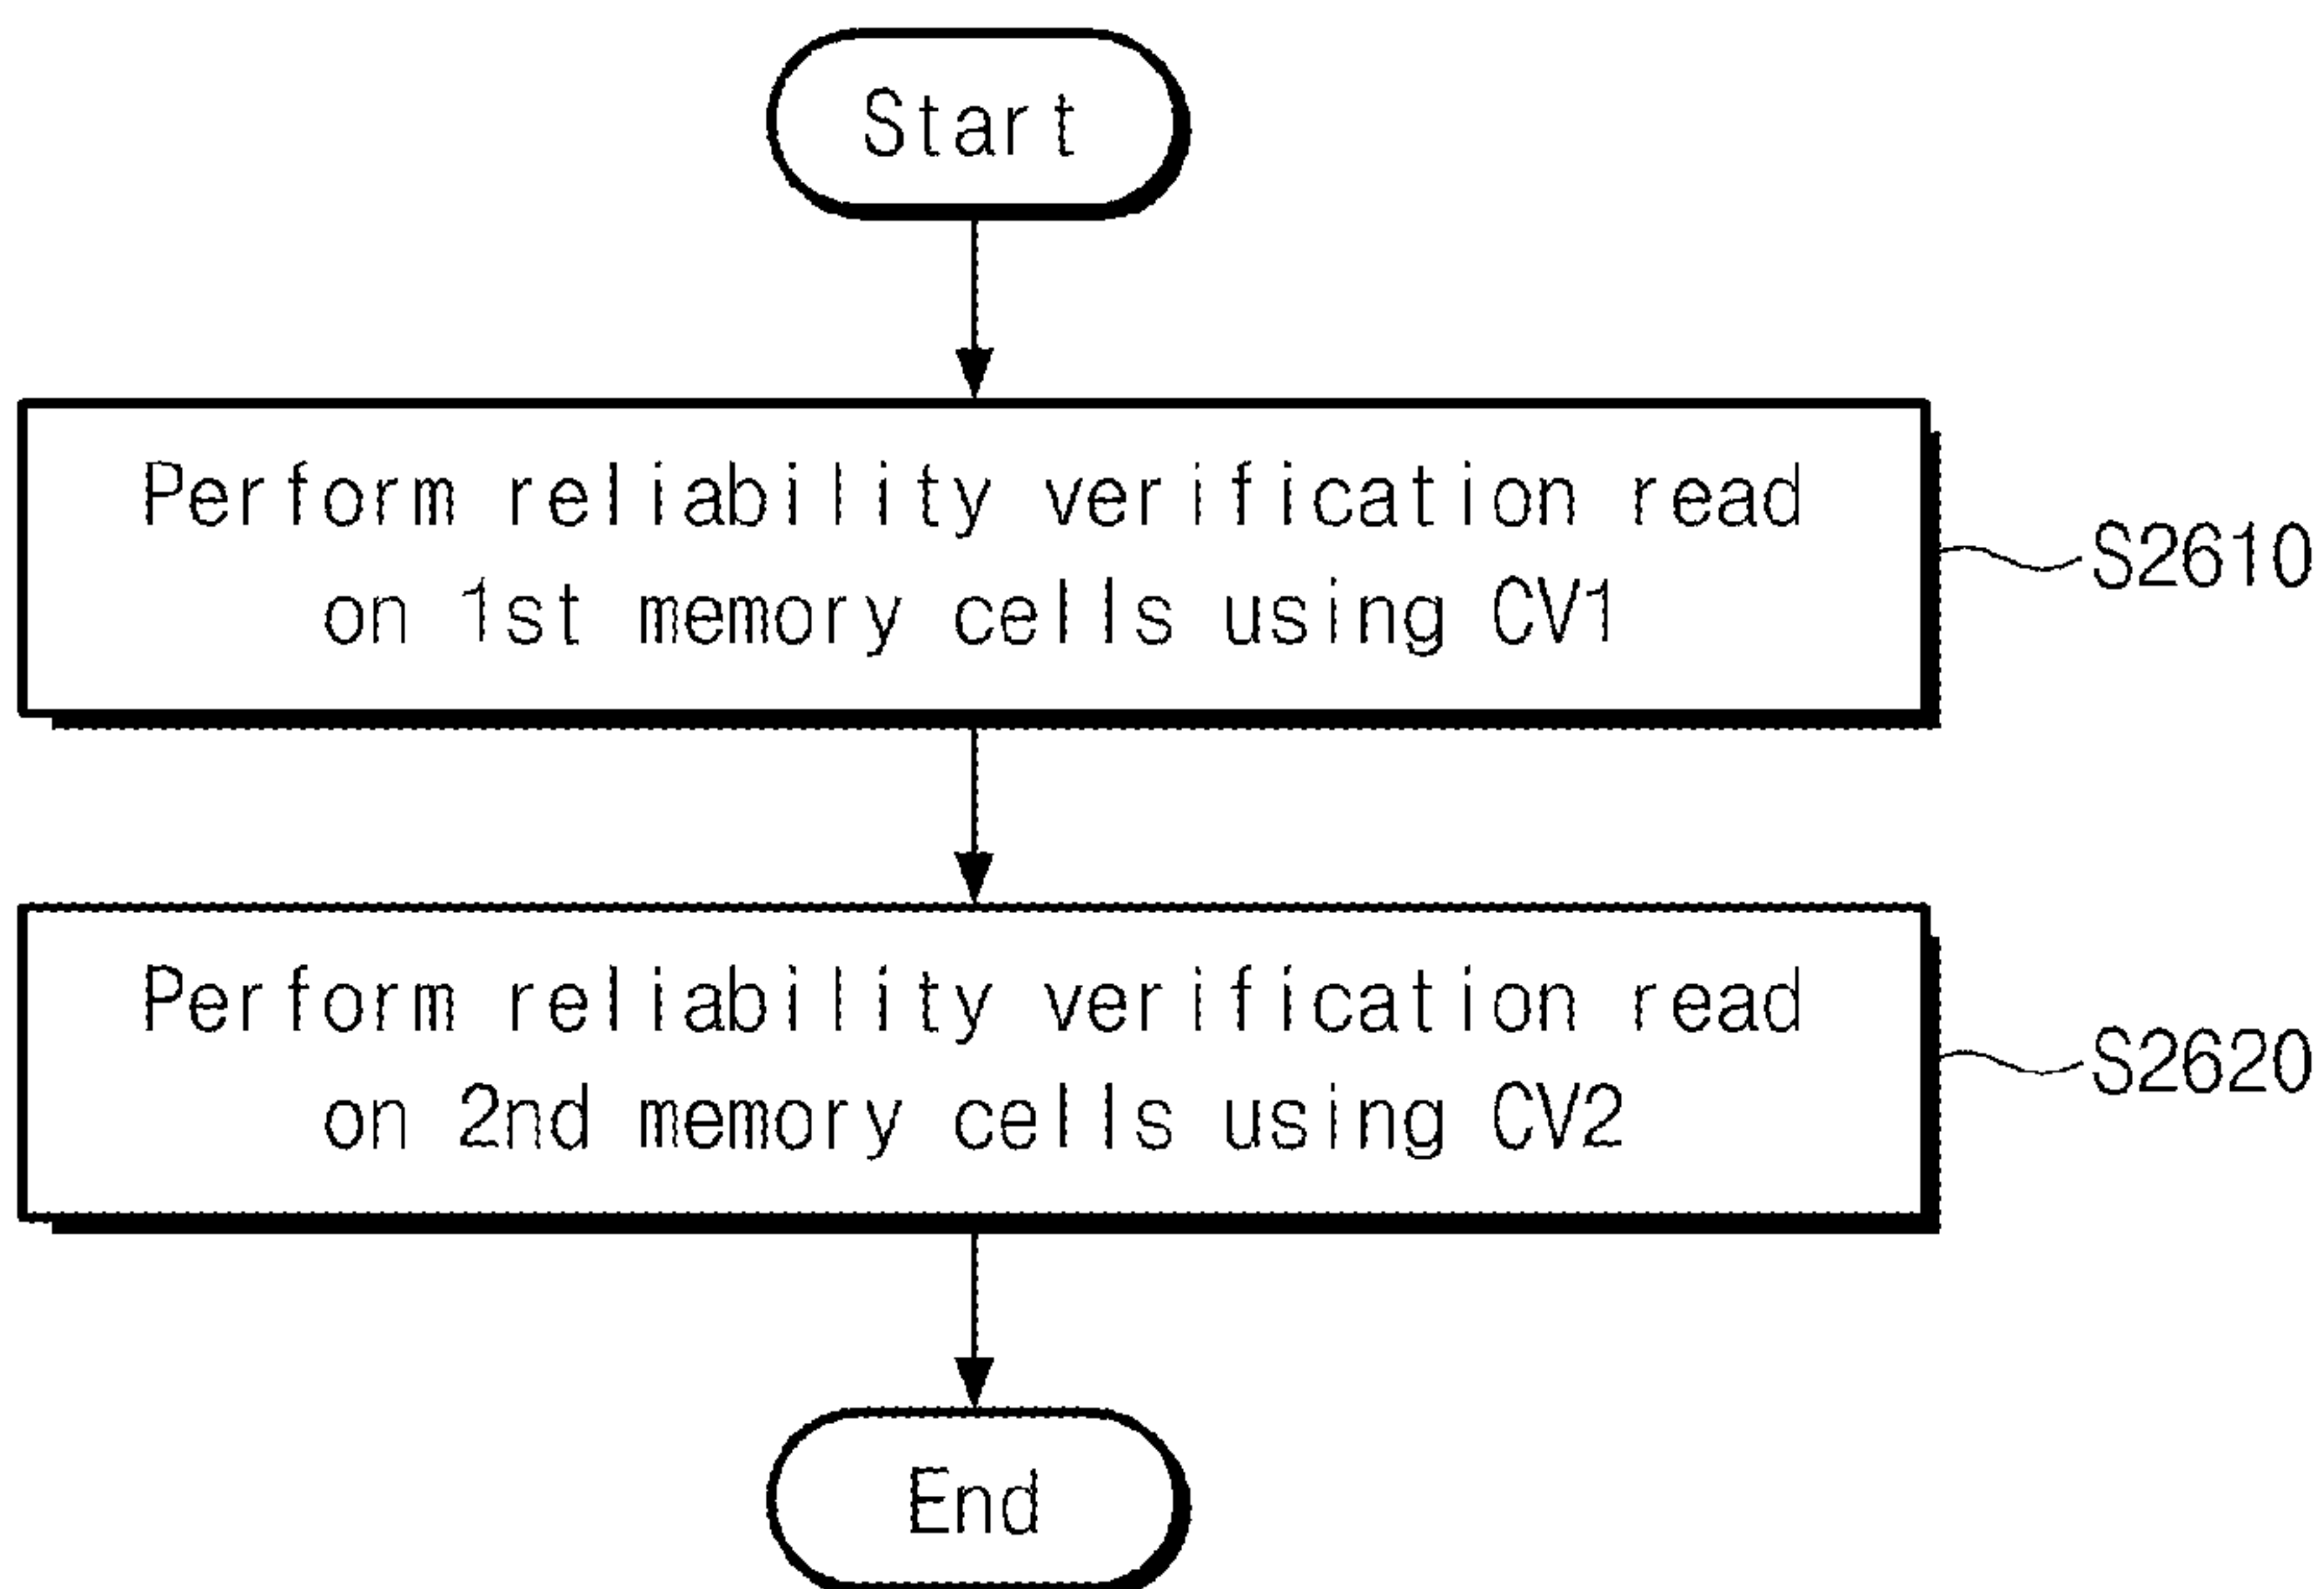 Start
Perform reliability verification read
on 1st memory cells using CV1
S2610
Perform reliability verification read
on 2nd memory cells using CV2
S2620
End